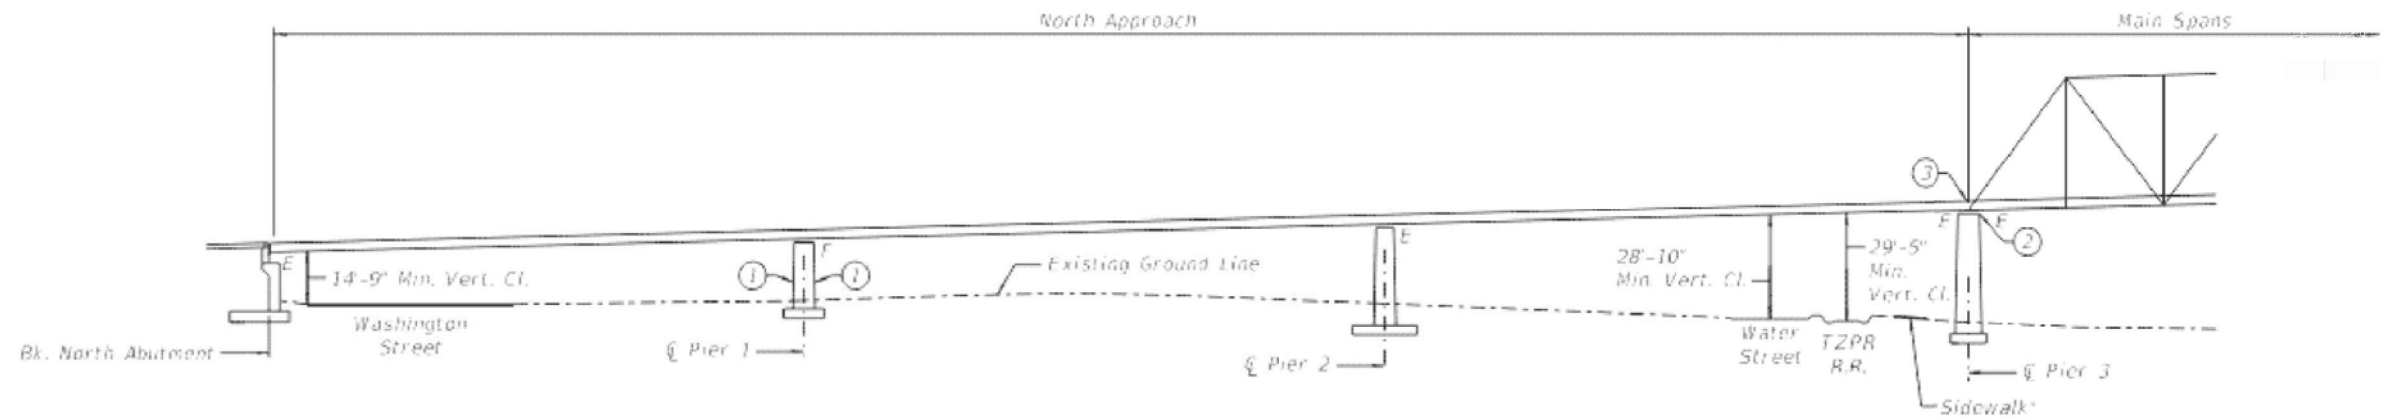 North Approach
Main Spans
3
E
E
2
E
F
E
1
1
14'-9" Min. Vert. Cl.
Existing Ground Line
28'-10"
Min. Vert. Cl.
29'-5"
Min.
Vert. Cl.
Washington
Street
Water
Street
TZPR
R.R.
Bk. North Abutment
℄ Pier 1
℄ Pier 2
℄ Pier 3
Sidewalk